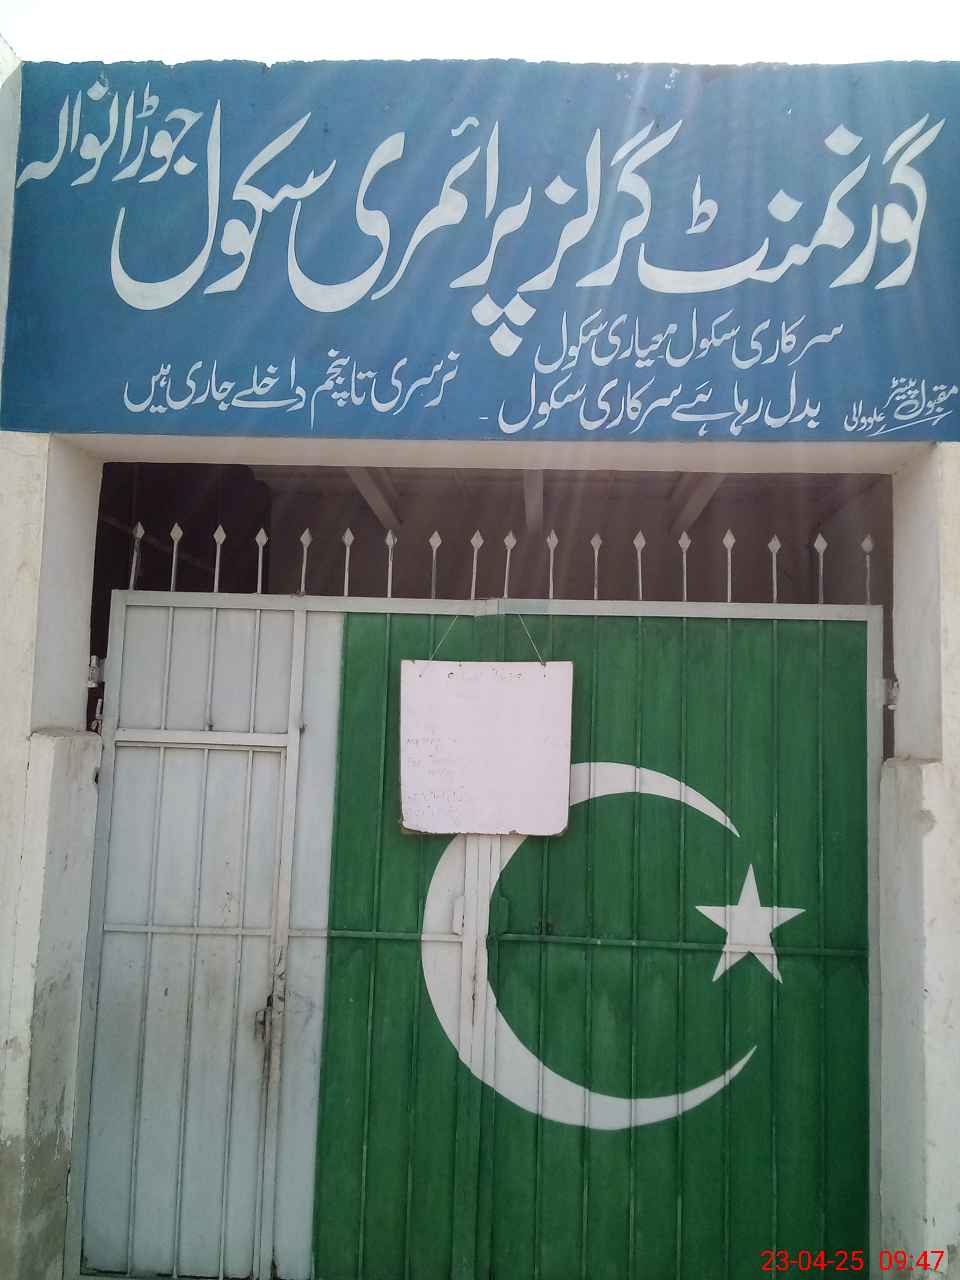 گورنمنٹ گرلز پرائمری سکول جوڑانوالہ
سرکاری سکول معیاری سکول
بدل رہا ہے سرکاری سکول ۔
نرسری تا پنجم داخلے جاری ہیں
مقبول پینٹر
علووالی
23-04-25 09:47